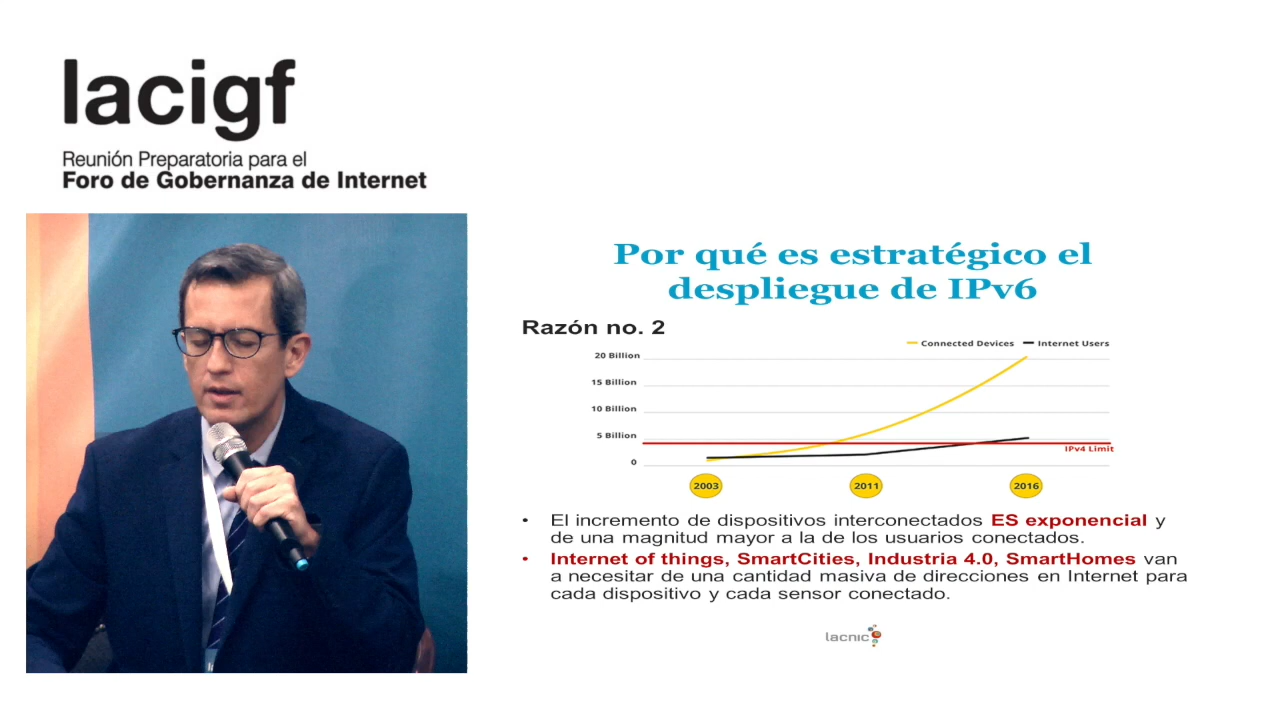 lacigf
Reunión Preparatoria para el
Foro de Gobernanza de Internet
Por qué es estratégico el
despliegue de IPv6
Razón no. 2
Connected Devices
Internet Users
20 Billion
15 Billion
10 Billion
5 Billion
0
IPv4 Limit
2003
2011
2016
• El incremento de dispositivos interconectados ES exponencial y
de una magnitud mayor a la de los usuarios conectados.
• Internet of things, SmartCities, Industria 4.0, SmartHomes van
a necesitar de una cantidad masiva de direcciones en Internet para
cada dispositivo y cada sensor conectado.
lacnic